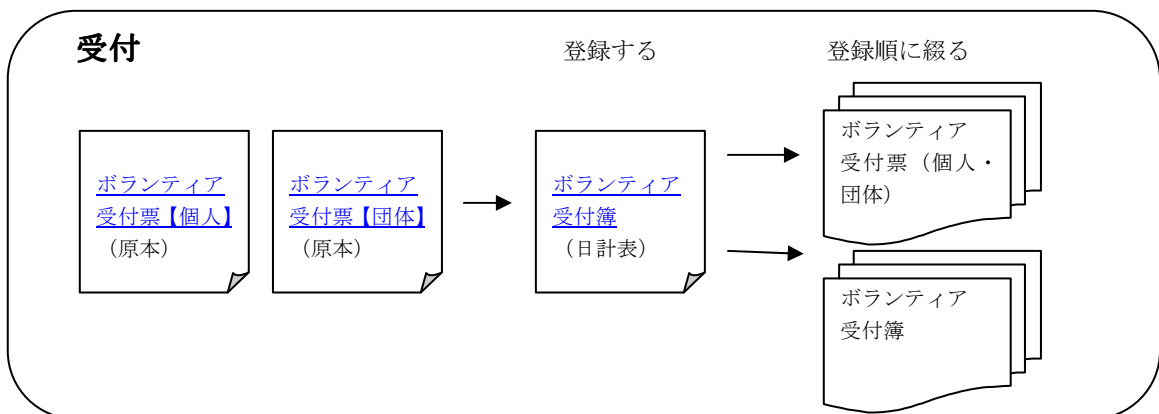 受付
登録する
登録順に綴る
ボランティア
受付票【個人】
（原本）
ボランティア
受付票【団体】
（原本）
ボランティア
受付簿
（日計表）
ボランティア
受付票（個人・
団体）
ボランティア
受付簿